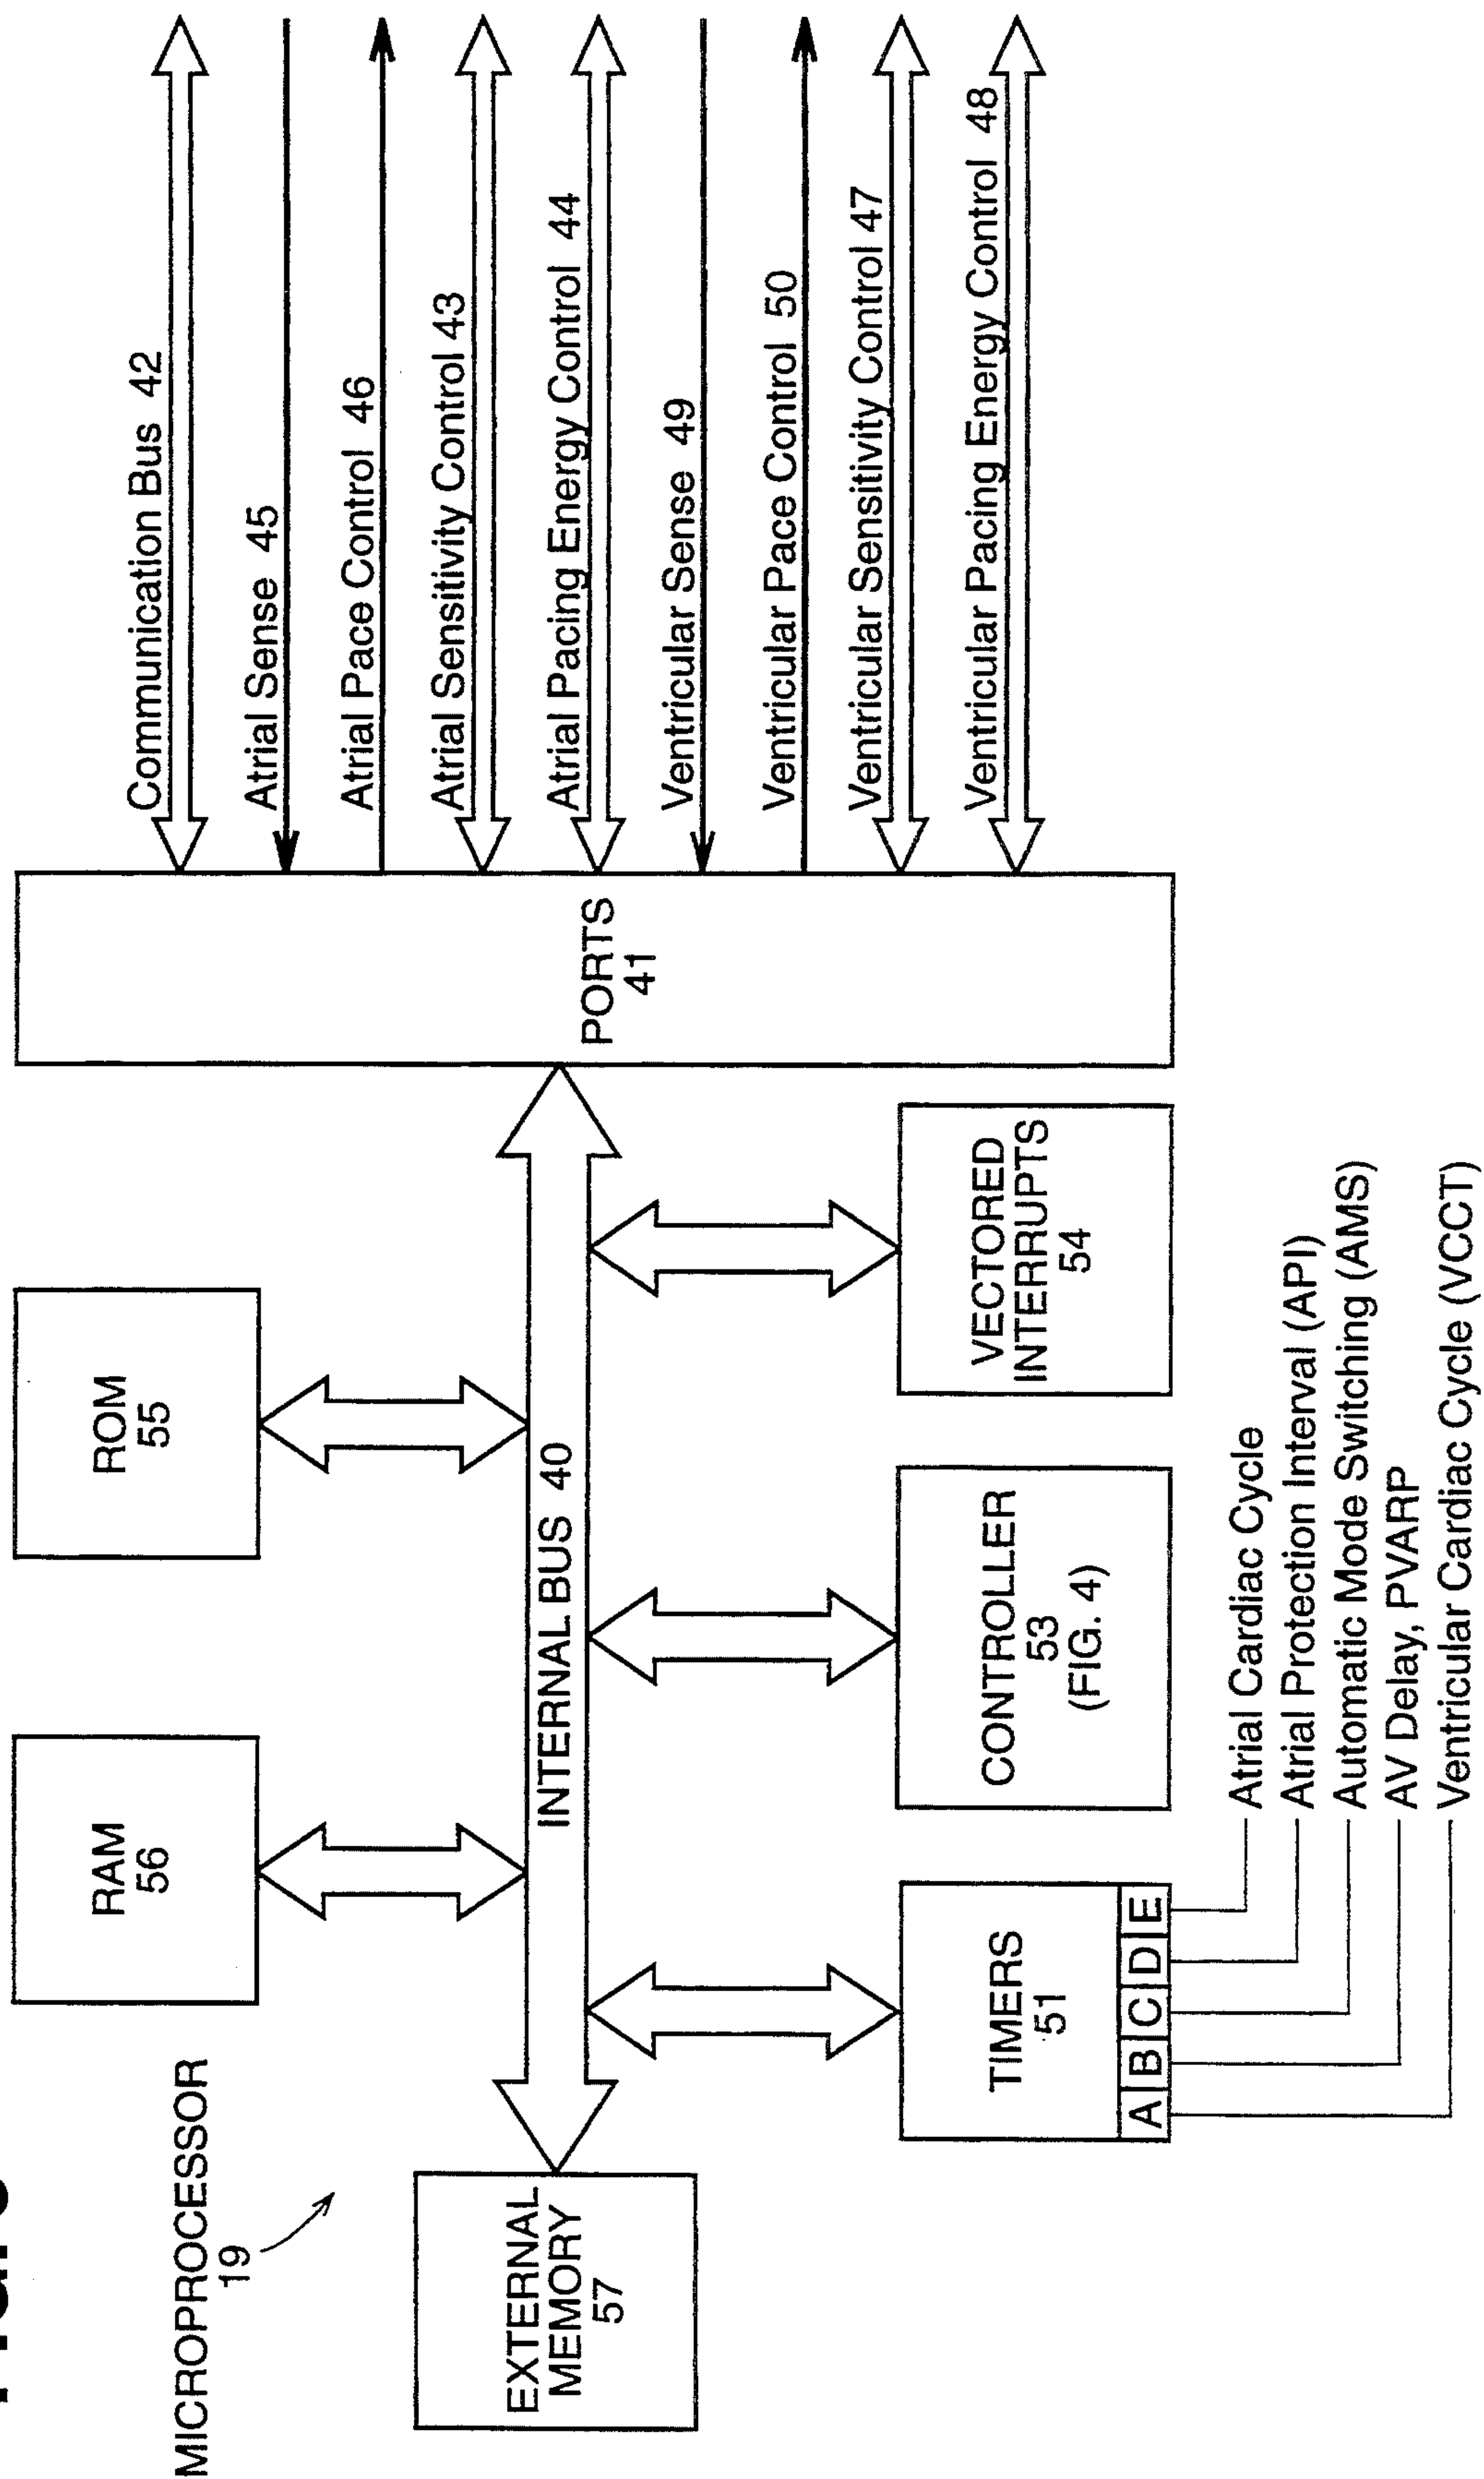 MICROPROCESSOR
19
RAM
56
ROM
55
EXTERNAL
MEMORY
57
INTERNAL BUS 40
PORTS
41
TIMERS
51
A B C D E
CONTROLLER
53
(FIG. 4)
VECTORED
INTERRUPTS
54
Atrial Cardiac Cycle
Atrial Protection Interval (API)
Automatic Mode Switching (AMS)
AV Delay, PVARP
Ventricular Cardiac Cycle (VCCT)
Communication Bus 42
Atrial Sense 45
Atrial Pace Control 46
Atrial Sensitivity Control 43
Atrial Pacing Energy Control 44
Ventricular Sense 49
Ventricular Pace Control 50
Ventricular Sensitivity Control 47
Ventricular Pacing Energy Control 48